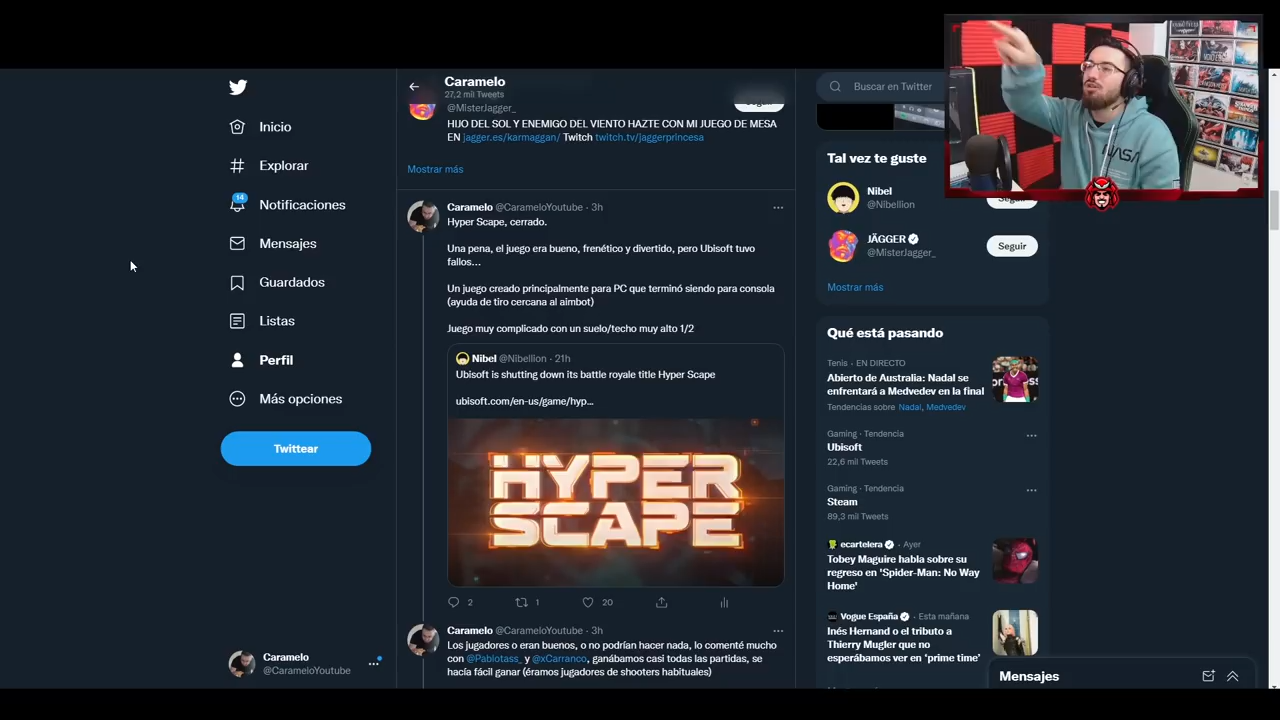 Inicio
Explorar
14
Notificaciones
Mensajes
Guardados
Listas
Perfil
Más opciones
Twittear
Caramelo
@CarameloYoutube
Caramelo
27,2 mil Tweets
@MisterJagger_
HIJO DEL SOL Y ENEMIGO DEL VIENTO HAZTE CON MI JUEGO DE MESA
EN jagger.es/karmaggan/ Twitch twitch.tv/jaggerprincesa
Mostrar más
Caramelo @CarameloYoutube · 3h
Hyper Scape, cerrado.
Una pena, el juego era bueno, frenético y divertido, pero Ubisoft tuvo
fallos...
Un juego creado principalmente para PC que terminó siendo para consola
(ayuda de tiro cercana al aimbot)
Juego muy complicado con un suelo/techo muy alto 1/2
Nibel @Nibellion · 21h
Ubisoft is shutting down its battle royale title Hyper Scape
ubisoft.com/en-us/game/hyp...
HYPER
SCAPE
2 1 20
Caramelo @CarameloYoutube · 3h
Los jugadores o eran buenos, o no podrían hacer nada, lo comenté mucho
con @Pablotass_ y @xCarranco, ganábamos casi todas las partidas, se
hacía fácil ganar (éramos jugadores de shooters habituales)
Buscar en Twitter
Tal vez te guste
Nibel
@Nibellion
Seguir
JÄGGER
@MisterJagger_
Seguir
Mostrar más
Qué está pasando
Tenis · EN DIRECTO
Abierto de Australia: Nadal se
enfrentará a Medvedev en la final
Tendencias sobre Nadal, Medvedev
Gaming · Tendencia
Ubisoft
22,6 mil Tweets
Gaming · Tendencia
Steam
89,3 mil Tweets
ecartelera · Ayer
Tobey Maguire habla sobre su
regreso en 'Spider-Man: No Way
Home'
Vogue España · Esta mañana
Inés Hernand o el tributo a
Thierry Mugler que no
esperábamos ver en 'prime time'
Mensajes
NASA